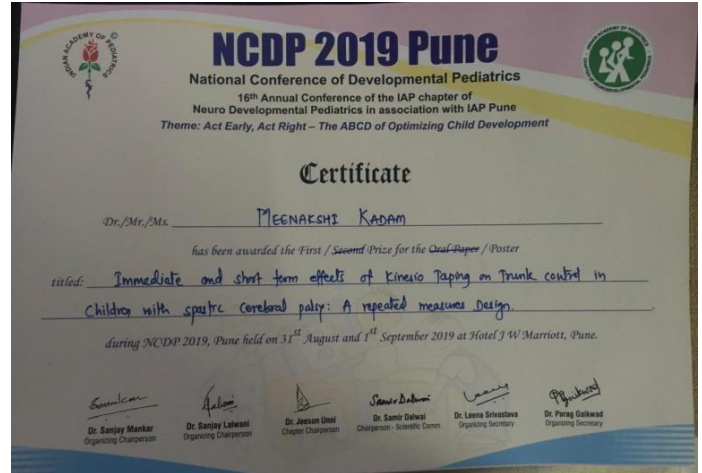 INDIAN ACADEMY OF PEDIATRICS
©
NCDP 2019 Pune
National Conference of Developmental Pediatrics
16th Annual Conference of the IAP chapter of
Neuro Developmental Pediatrics in association with IAP Pune
Theme: Act Early, Act Right – The ABCD of Optimizing Child Development
Certificate
Dr./Mr./Ms. MEENAKSHI KADAM
has been awarded the First / Second Prize for the Oral Paper / Poster
titled: Immediate and short term effects of Kinesio Taping on Trunk control in
Children with spastic Cerebral palsy: A repeated measures Design.
during NCDP 2019, Pune held on 31ST August and 1ST September 2019 at Hotel J W Marriott, Pune.
Dr. Sanjay Mankar Dr. Sanjay Lalwani Dr. Jeeson Unni Dr. Samir Dalwai Dr. Leena Srivastava Dr. Parag Gaikwad
Organizing Chairperson Organizing Chairperson Chapter Chairperson Chairperson - Scientific Comm. Organizing Secretary Organizing Secretary